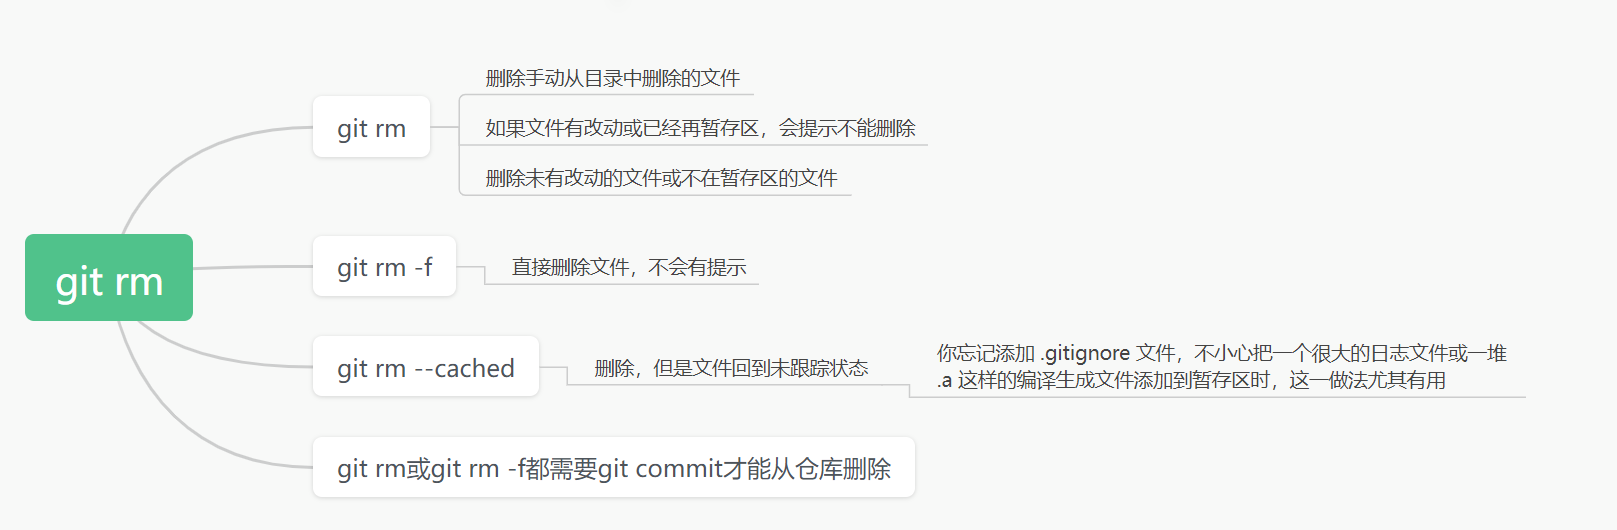 git rm
git rm
删除手动从目录中删除的文件
如果文件有改动或已经再暂存区，会提示不能删除
删除未有改动的文件或不在暂存区的文件
git rm -f
直接删除文件，不会有提示
git rm --cached
删除，但是文件回到未跟踪状态
你忘记添加 .gitignore 文件，不小心把一个很大的日志文件或一堆
.a 这样的编译生成文件添加到暂存区时，这一做法尤其有用
git rm或git rm -f都需要git commit才能从仓库删除